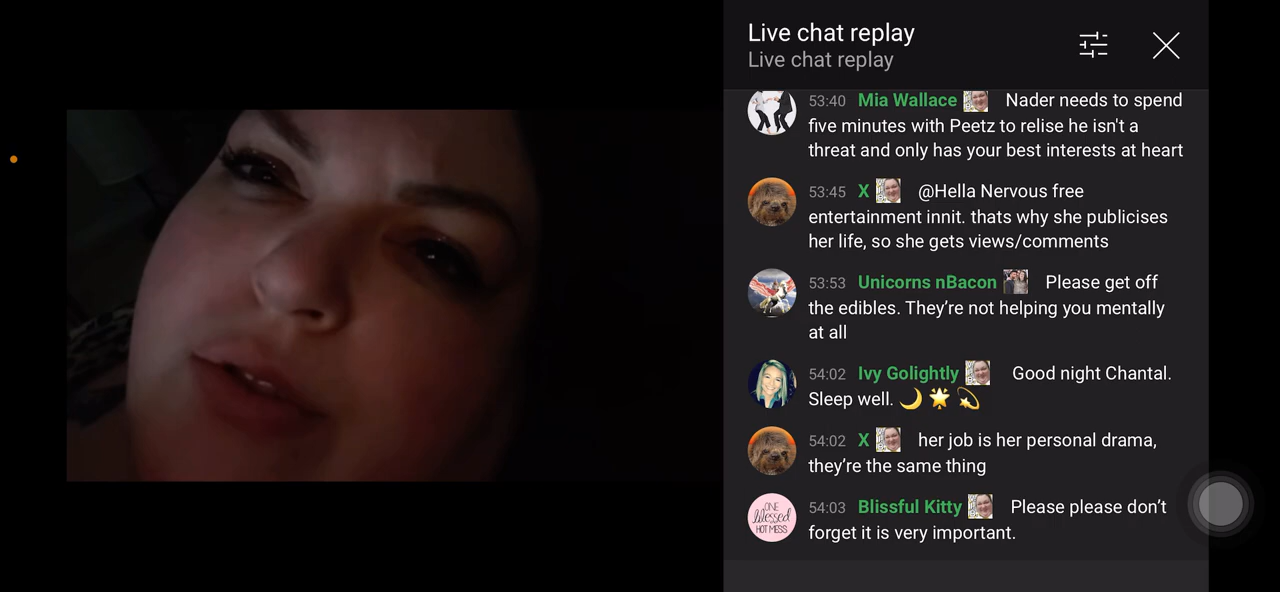 Live chat replay
Live chat replay
53:40 Mia Wallace Nader needs to spend
five minutes with Peetz to relise he isn't a
threat and only has your best interests at heart
53:45 X @Hella Nervous free
entertainment innit. thats why she publicises
her life, so she gets views/comments
53:53 Unicorns nBacon Please get off
the edibles. They’re not helping you mentally
at all
54:02 Ivy Golightly Good night Chantal.
Sleep well. 🌙 🌟 💫
54:02 X her job is her personal drama,
they’re the same thing
ONE
blessed
HOT MESS
54:03 Blissful Kitty Please please don’t
forget it is very important.